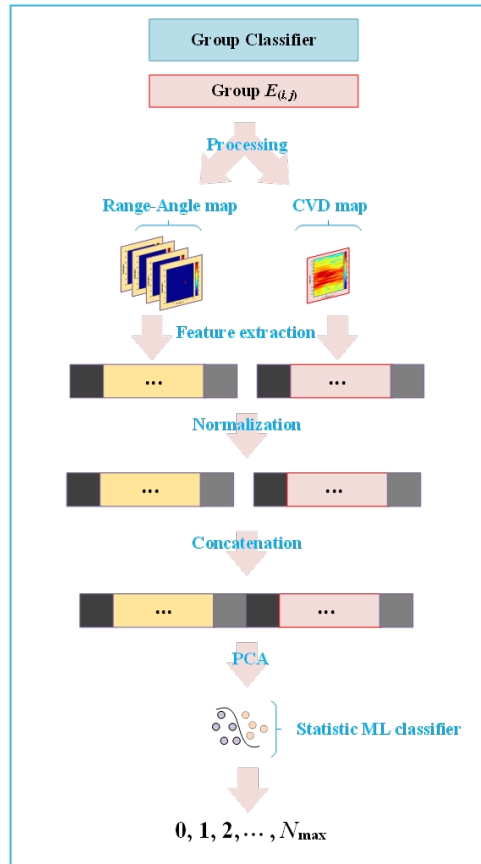 Group Classifier
Group E(i,j)
Processing
Range-Angle map
CVD map
Feature extraction
... ...
Normalization
... ...
Concatenation
... ...
PCA
Statistic ML classifier
0, 1, 2, ... , Nmax